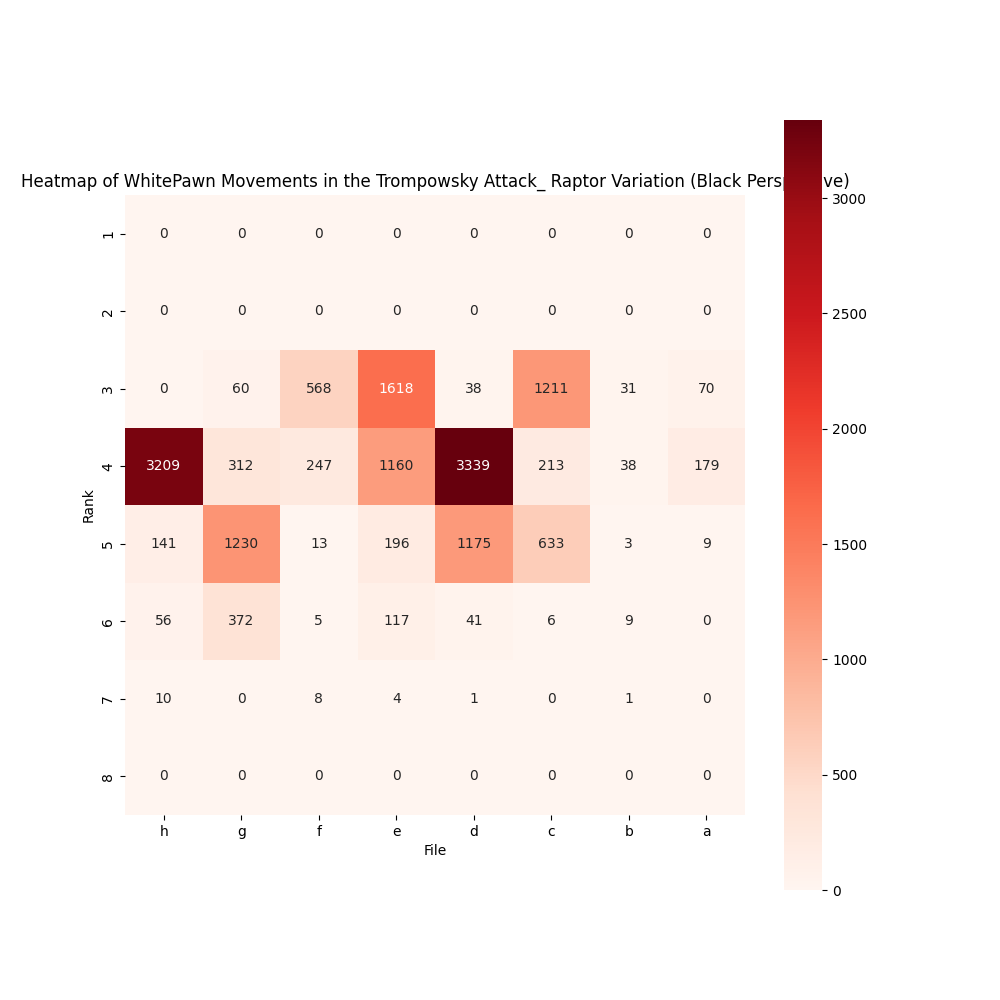 Heatmap of WhitePawn Movements in the Trompowsky Attack_ Raptor Variation (Black Pers ve)
3000
1 0 0 0 0 0 0 0 0
2 0 0 0 0 0 0 0 0
2500
3 0 60 568 1618 38 1211 31 70
2000
4 3209 312 247 1160 3339 213 38 179
Rank
5 141 1230 13 196 1175 633 3 9
1500
6 56 372 5 117 41 6 9 0
1000
7 10 0 8 4 1 0 1 0
8 0 0 0 0 0 0 0 0
500
h g f e d c b a
File
0